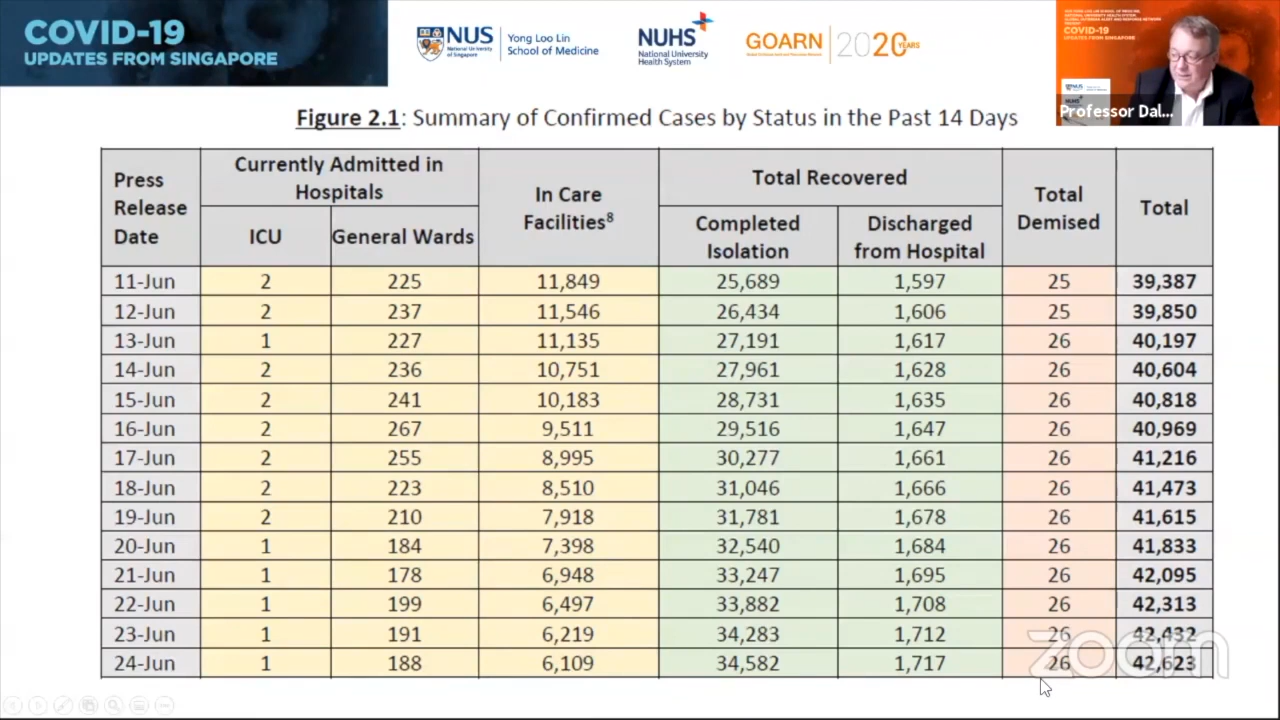 COVID-19
UPDATES FROM SINGAPORE
NUS
National University
of Singapore
Yong Loo Lin
School of Medicine
NUHS
National University
Health System
GOARN
2020 YEARS
COVID-19
UPDATES FROM SINGAPORE
NUS
NUHS
Professor Dal...
Figure 2.1: Summary of Confirmed Cases by Status in the Past 14 Days
Press Release Date
Currently Admitted in Hospitals
ICU
General Wards
In Care Facilities8
Total Recovered
Completed Isolation
Discharged from Hospital
Total Demised
Total
11-Jun 2 225 11,849 25,689 1,597 25 39,387
12-Jun 2 237 11,546 26,434 1,606 25 39,850
13-Jun 1 227 11,135 27,191 1,617 26 40,197
14-Jun 2 236 10,751 27,961 1,628 26 40,604
15-Jun 2 241 10,183 28,731 1,635 26 40,818
16-Jun 2 267 9,511 29,516 1,647 26 40,969
17-Jun 2 255 8,995 30,277 1,661 26 41,216
18-Jun 2 223 8,510 31,046 1,666 26 41,473
19-Jun 2 210 7,918 31,781 1,678 26 41,615
20-Jun 1 184 7,398 32,540 1,684 26 41,833
21-Jun 1 178 6,948 33,247 1,695 26 42,095
22-Jun 1 199 6,497 33,882 1,708 26 42,313
23-Jun 1 191 6,219 34,283 1,712 26 42,432
24-Jun 1 188 6,109 34,582 1,717 26 42,623
zoom